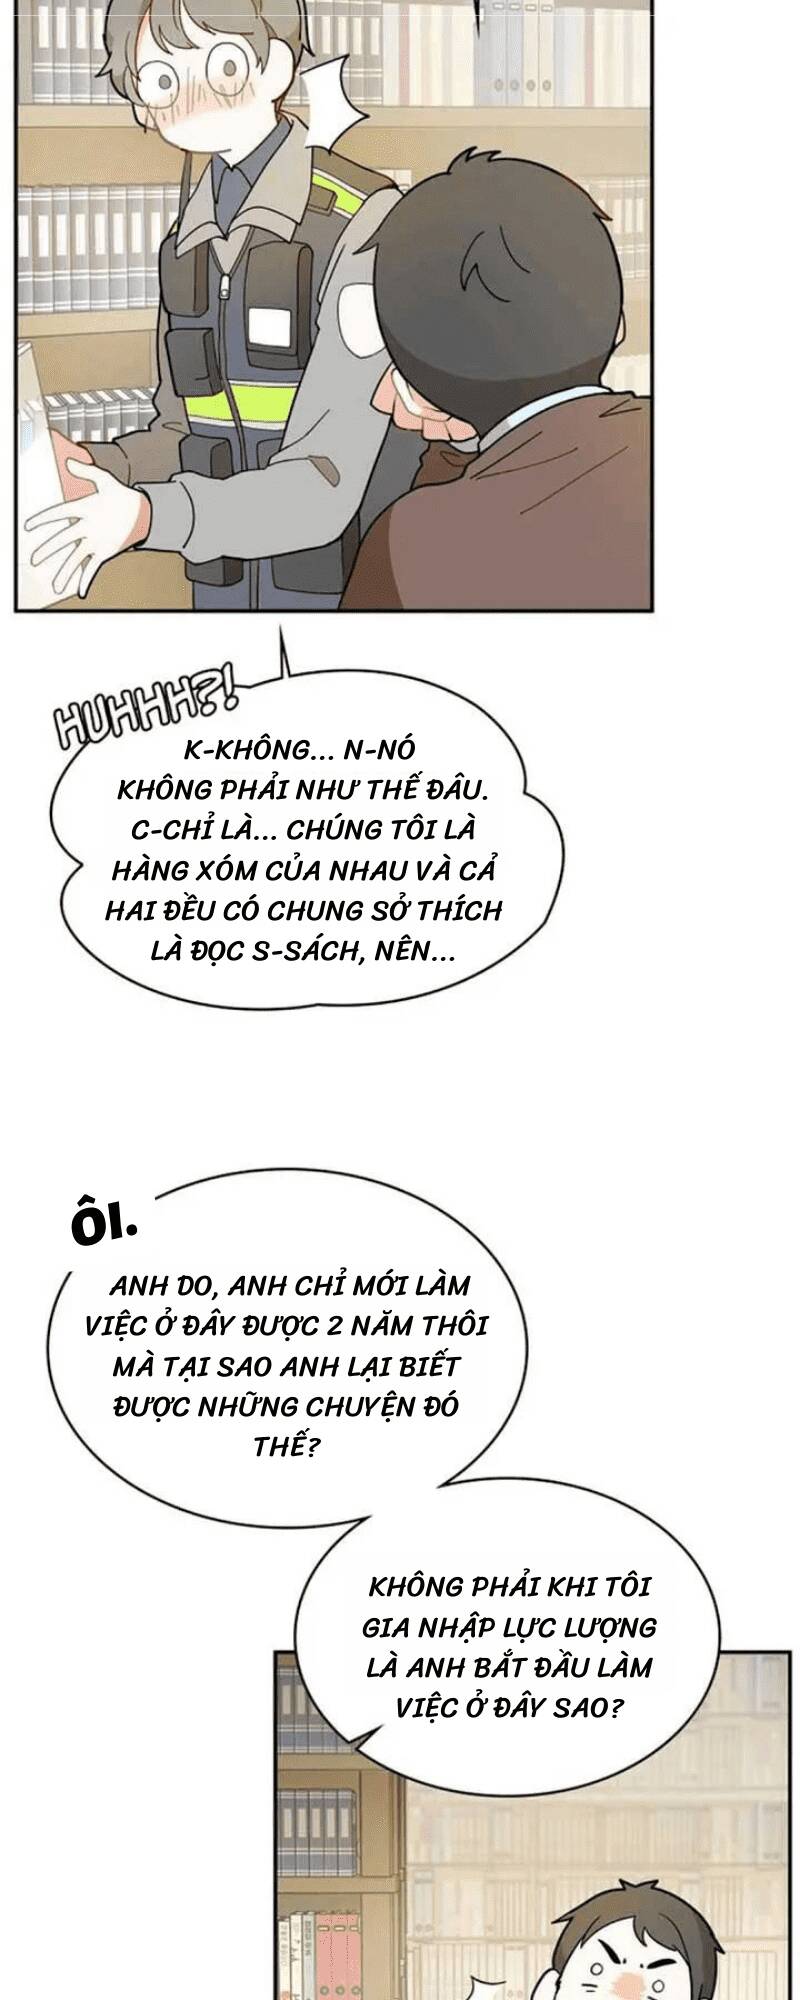 HUHHH?!
K-KHÔNG... N-NÓ
KHÔNG PHẢI NHƯ THẾ ĐÂU.
C-CHỈ LÀ... CHÚNG TÔI LÀ
HÀNG XÓM CỦA NHAU VÀ CẢ
HAI ĐỀU CÓ CHUNG SỞ THÍCH
LÀ ĐỌC S-SÁCH, NÊN...
ÔI.
ANH DO, ANH CHỈ MỚI LÀM
VIỆC Ở ĐÂY ĐƯỢC 2 NĂM THÔI
MÀ TẠI SAO ANH LẠI BIẾT
ĐƯỢC NHỮNG CHUYỆN ĐÓ
THẾ?
KHÔNG PHẢI KHI TÔI
GIA NHẬP LỰC LƯỢNG
LÀ ANH BẮT ĐẦU LÀM
VIỆC Ở ĐÂY SAO?